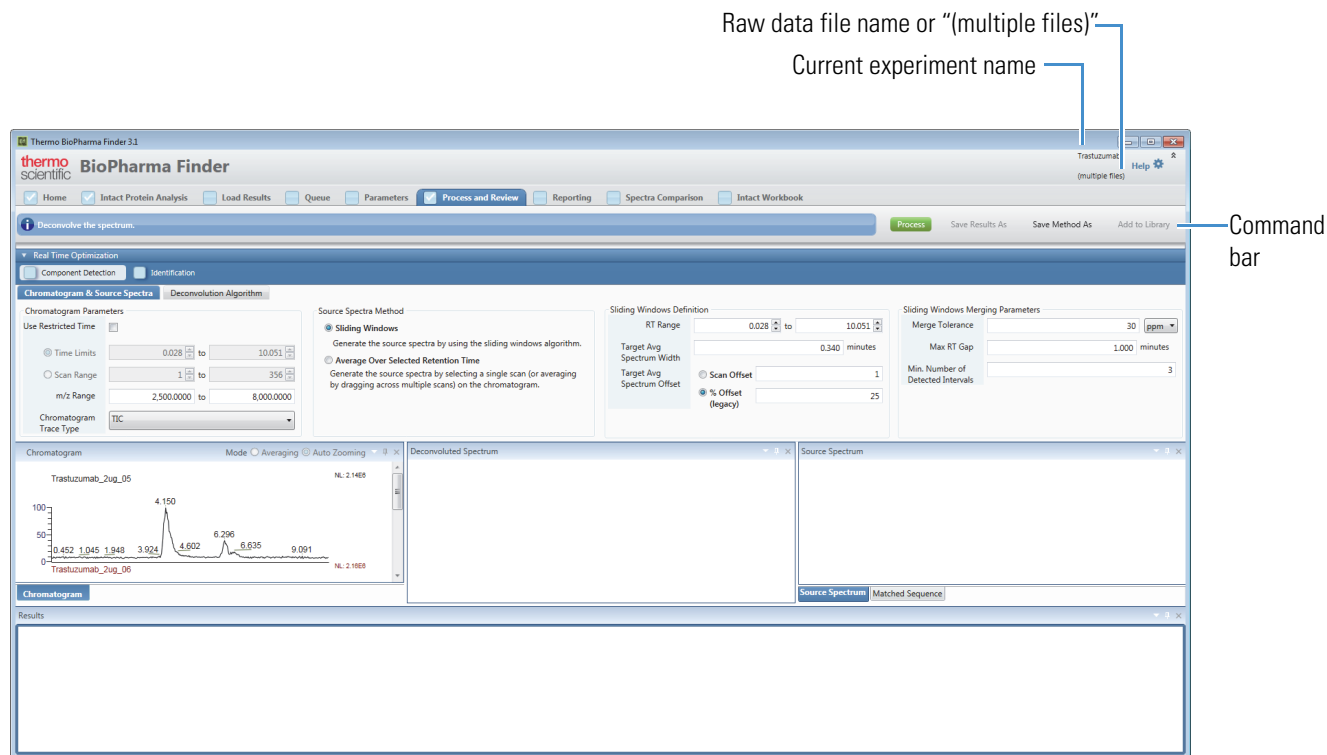 Raw data file name or “(multiple files)”
Current experiment name
Thermo BioPharma Finder 3.1
thermo
scientific
BioPharma Finder
Trastuzumab
(multiple files)
Help
Home Intact Protein Analysis Load Results Queue Parameters Process and Review Reporting Spectra Comparison Intact Workbook
Deconvolve the spectrum.
Process Save Results As Save Method As Add to Library
Command
bar
Real Time Optimization
Component Detection Identification
Chromatogram & Source Spectra Deconvolution Algorithm
Chromatogram Parameters
Use Restricted Time
Time Limits 0.028 to 10.051
Scan Range 1 to 356
m/z Range 2,500.0000 to 8,000.0000
Chromatogram
Trace Type
TIC
Source Spectra Method
Sliding Windows
Generate the source spectra by using the sliding windows algorithm.
Average Over Selected Retention Time
Generate the source spectra by selecting a single scan (or averaging
by dragging across multiple scans) on the chromatogram.
Sliding Windows Definition
RT Range 0.028 to 10.051
Target Avg
Spectrum Width
0.340 minutes
Target Avg
Spectrum Offset
Scan Offset 1
% Offset
(legacy)
25
Sliding Windows Merging Parameters
Merge Tolerance 30 ppm
Max RT Gap 1.000 minutes
Min. Number of
Detected Intervals
3
Chromatogram Mode Averaging Auto Zooming
Trastuzumab_2ug_05 NL: 2.14E6
100
50
0
0.452 1.045 1.948 3.924 4.150 4.602 6.296 6.635 9.091
Trastuzumab_2ug_06 NL: 2.16E6
Chromatogram
Deconvoluted Spectrum
Source Spectrum
Source Spectrum Matched Sequence
Results